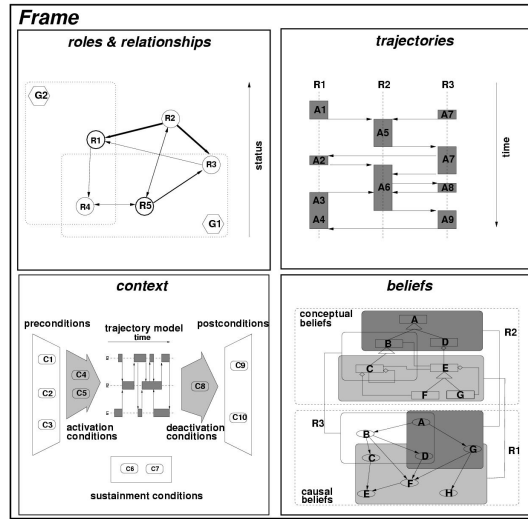 Frame
roles & relationships
G2
R2
R1
R3
R4
R5
G1
status
trajectories
R1 R2 R3
A1
A7
A5
A2
A7
A6
A8
A3
A4
A9
time
context
preconditions
trajectory model
time
postconditions
C1
C4
C5
C2
C3
C8
C9
C10
activation
conditions
deactivation
conditions
C6 C7
sustainment conditions
beliefs
conceptual
beliefs
A
B
D
C
E
F
G
R2
R3
R1
A
B
C
D
G
F
E
H
causal
beliefs